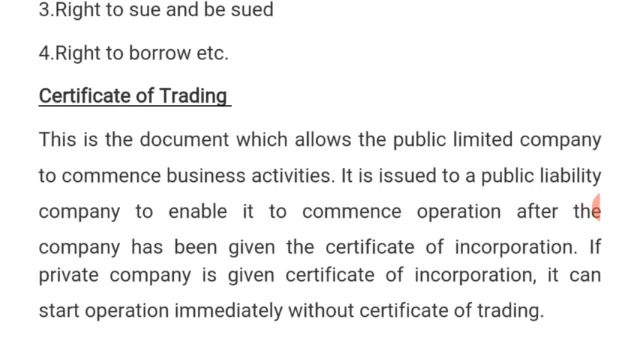 3.Right to sue and be sued
4.Right to borrow etc.
Certificate of Trading
This is the document which allows the public limited company
to commence business activities. It is issued to a public liability
company to enable it to commence operation after the
company has been given the certificate of incorporation. If
private company is given certificate of incorporation, it can
start operation immediately without certificate of trading.